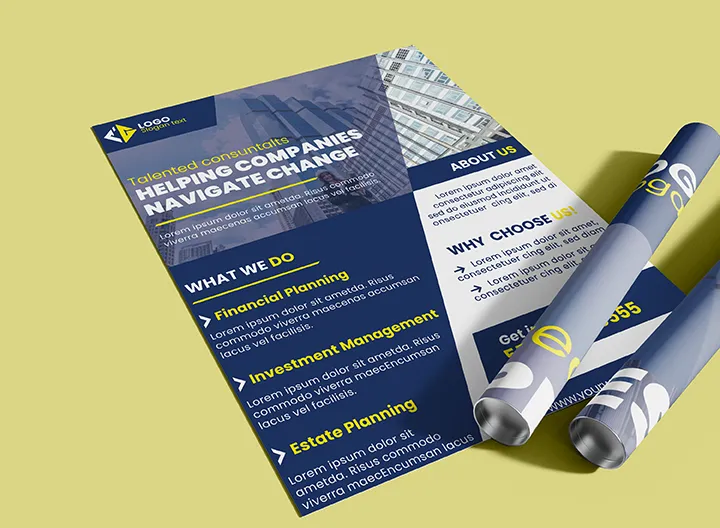 LOGO
Slogan text
Talented consuntalts
HELPING COMPANIES
NAVIGATE CHANGE
Lorem ipsum dolor sit ametda. Risus commodo
viverra maecenas accumsan lacus vel facilisis
WHAT WE DO
Financial Planning
Lorem ipsum dolor sit ametda. Risus
commodo viverra maecenas accumsan
lacus vel facilisis.
Investment Management
Lorem ipsum dolor sit ametda. Risus
commodo viverra maecEncumsan
lacus vel facilisis.
Estate Planning
Lorem ipsum dolor sit
ametda. Risus commodo
viverra maecEncumsan lacus
ABOUT US
Lorem ipsum dolor amet
consectetur adipiscing elit
sed do eiusmod incididunt ut
onsectetuer cing elit, sed di
WHY CHOOSE US!
Lorem ipsum dolor sit amet,
consectetuer cing elit, sed diam
Lorem ipsum dolor sit
consectetuer cing elit,
Get
555